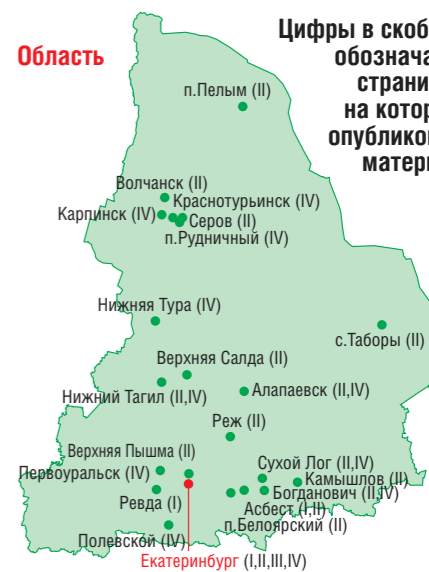 Область
Цифры в скоб
обознача
страни
на котор
опубликов
матери
п.Пелым (II)
Волчанск (II)
Краснотурьинск (IV)
Карпинск (IV)
Серов (II)
п.Рудничный (IV)
Нижняя Тура (IV)
с.Таборы (II)
Верхняя Салда (II)
Нижний Тагил (II,IV)
Алапаевск (II,IV)
Реж (II)
Верхняя Пышма (II)
Сухой Лог (II,IV)
Первоуральск (IV)
Камышлов (II)
Богданович (II,IV)
Ревда (I)
Асбест (I,II)
п.Белоярский (II)
Полевской (IV)
Екатеринбург (I,II,III,IV)